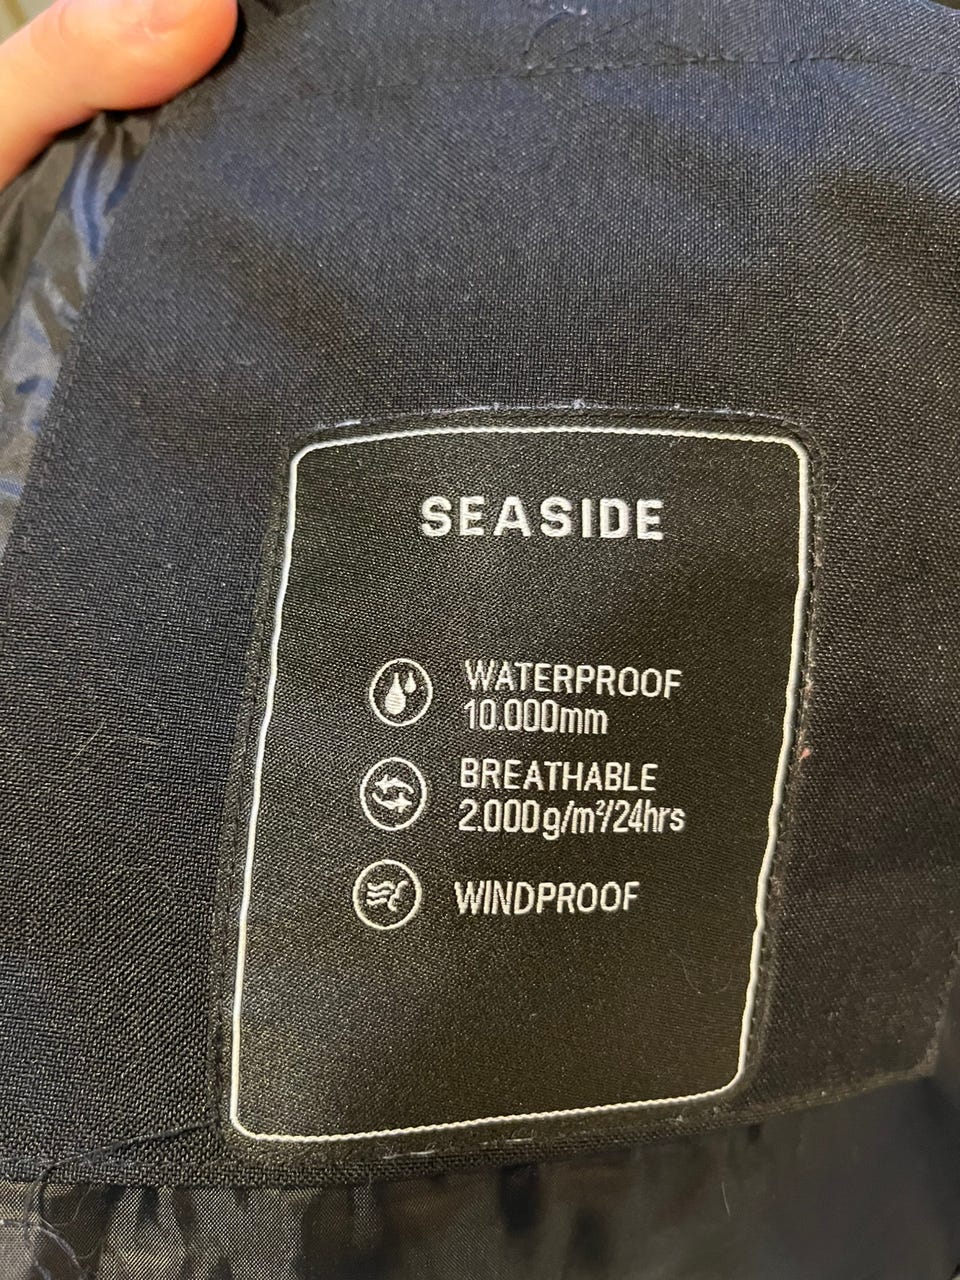 SEASIDE
WATERPROOF
10.000mm
BREATHABLE
2.000g/m²/24hrs
WINDPROOF